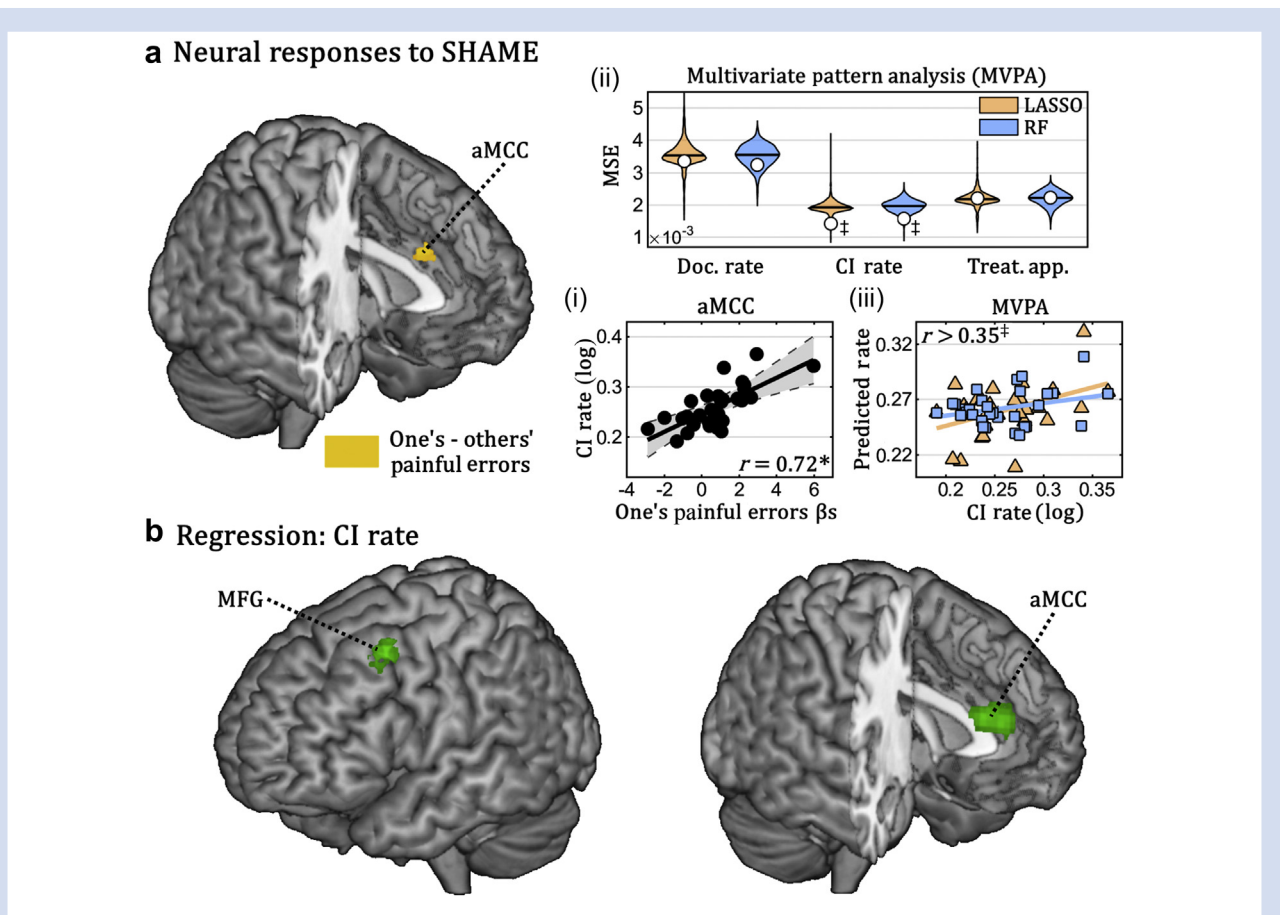 a Neural responses to SHAME
aMCC
One's - others'
painful errors
(ii)
Multivariate pattern analysis (MVPA)
LASSO
RF
MSE
5
4
3
2
1
×10⁻³
‡
‡
Doc. rate
CI rate
Treat. app.
(i)
aMCC
CI rate (log)
0.4
0.3
0.2
r = 0.72*
-4 -2 0 2 4 6
One's painful errors βs
(iii)
MVPA
r > 0.35‡
Predicted rate
0.32
0.27
0.22
0.2 0.25 0.3 0.35
CI rate (log)
b Regression: CI rate
MFG
aMCC